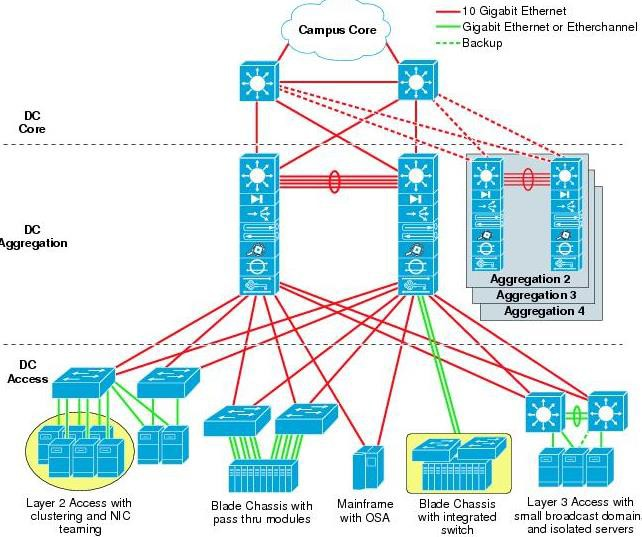 10 Gigabit Ethernet
Gigabit Ethernet or Etherchannel
Backup
Campus Core
DC
Core
DC
Aggregation
Aggregation 2
Aggregation 3
Aggregation 4
DC
Access
Layer 2 Access with
clustering and NIC
teaming
Blade Chassis with
pass thru modules
Mainframe
with OSA
Blade Chassis
with integrated
switch
Layer 3 Access with
small broadcast domain
and isolated servers